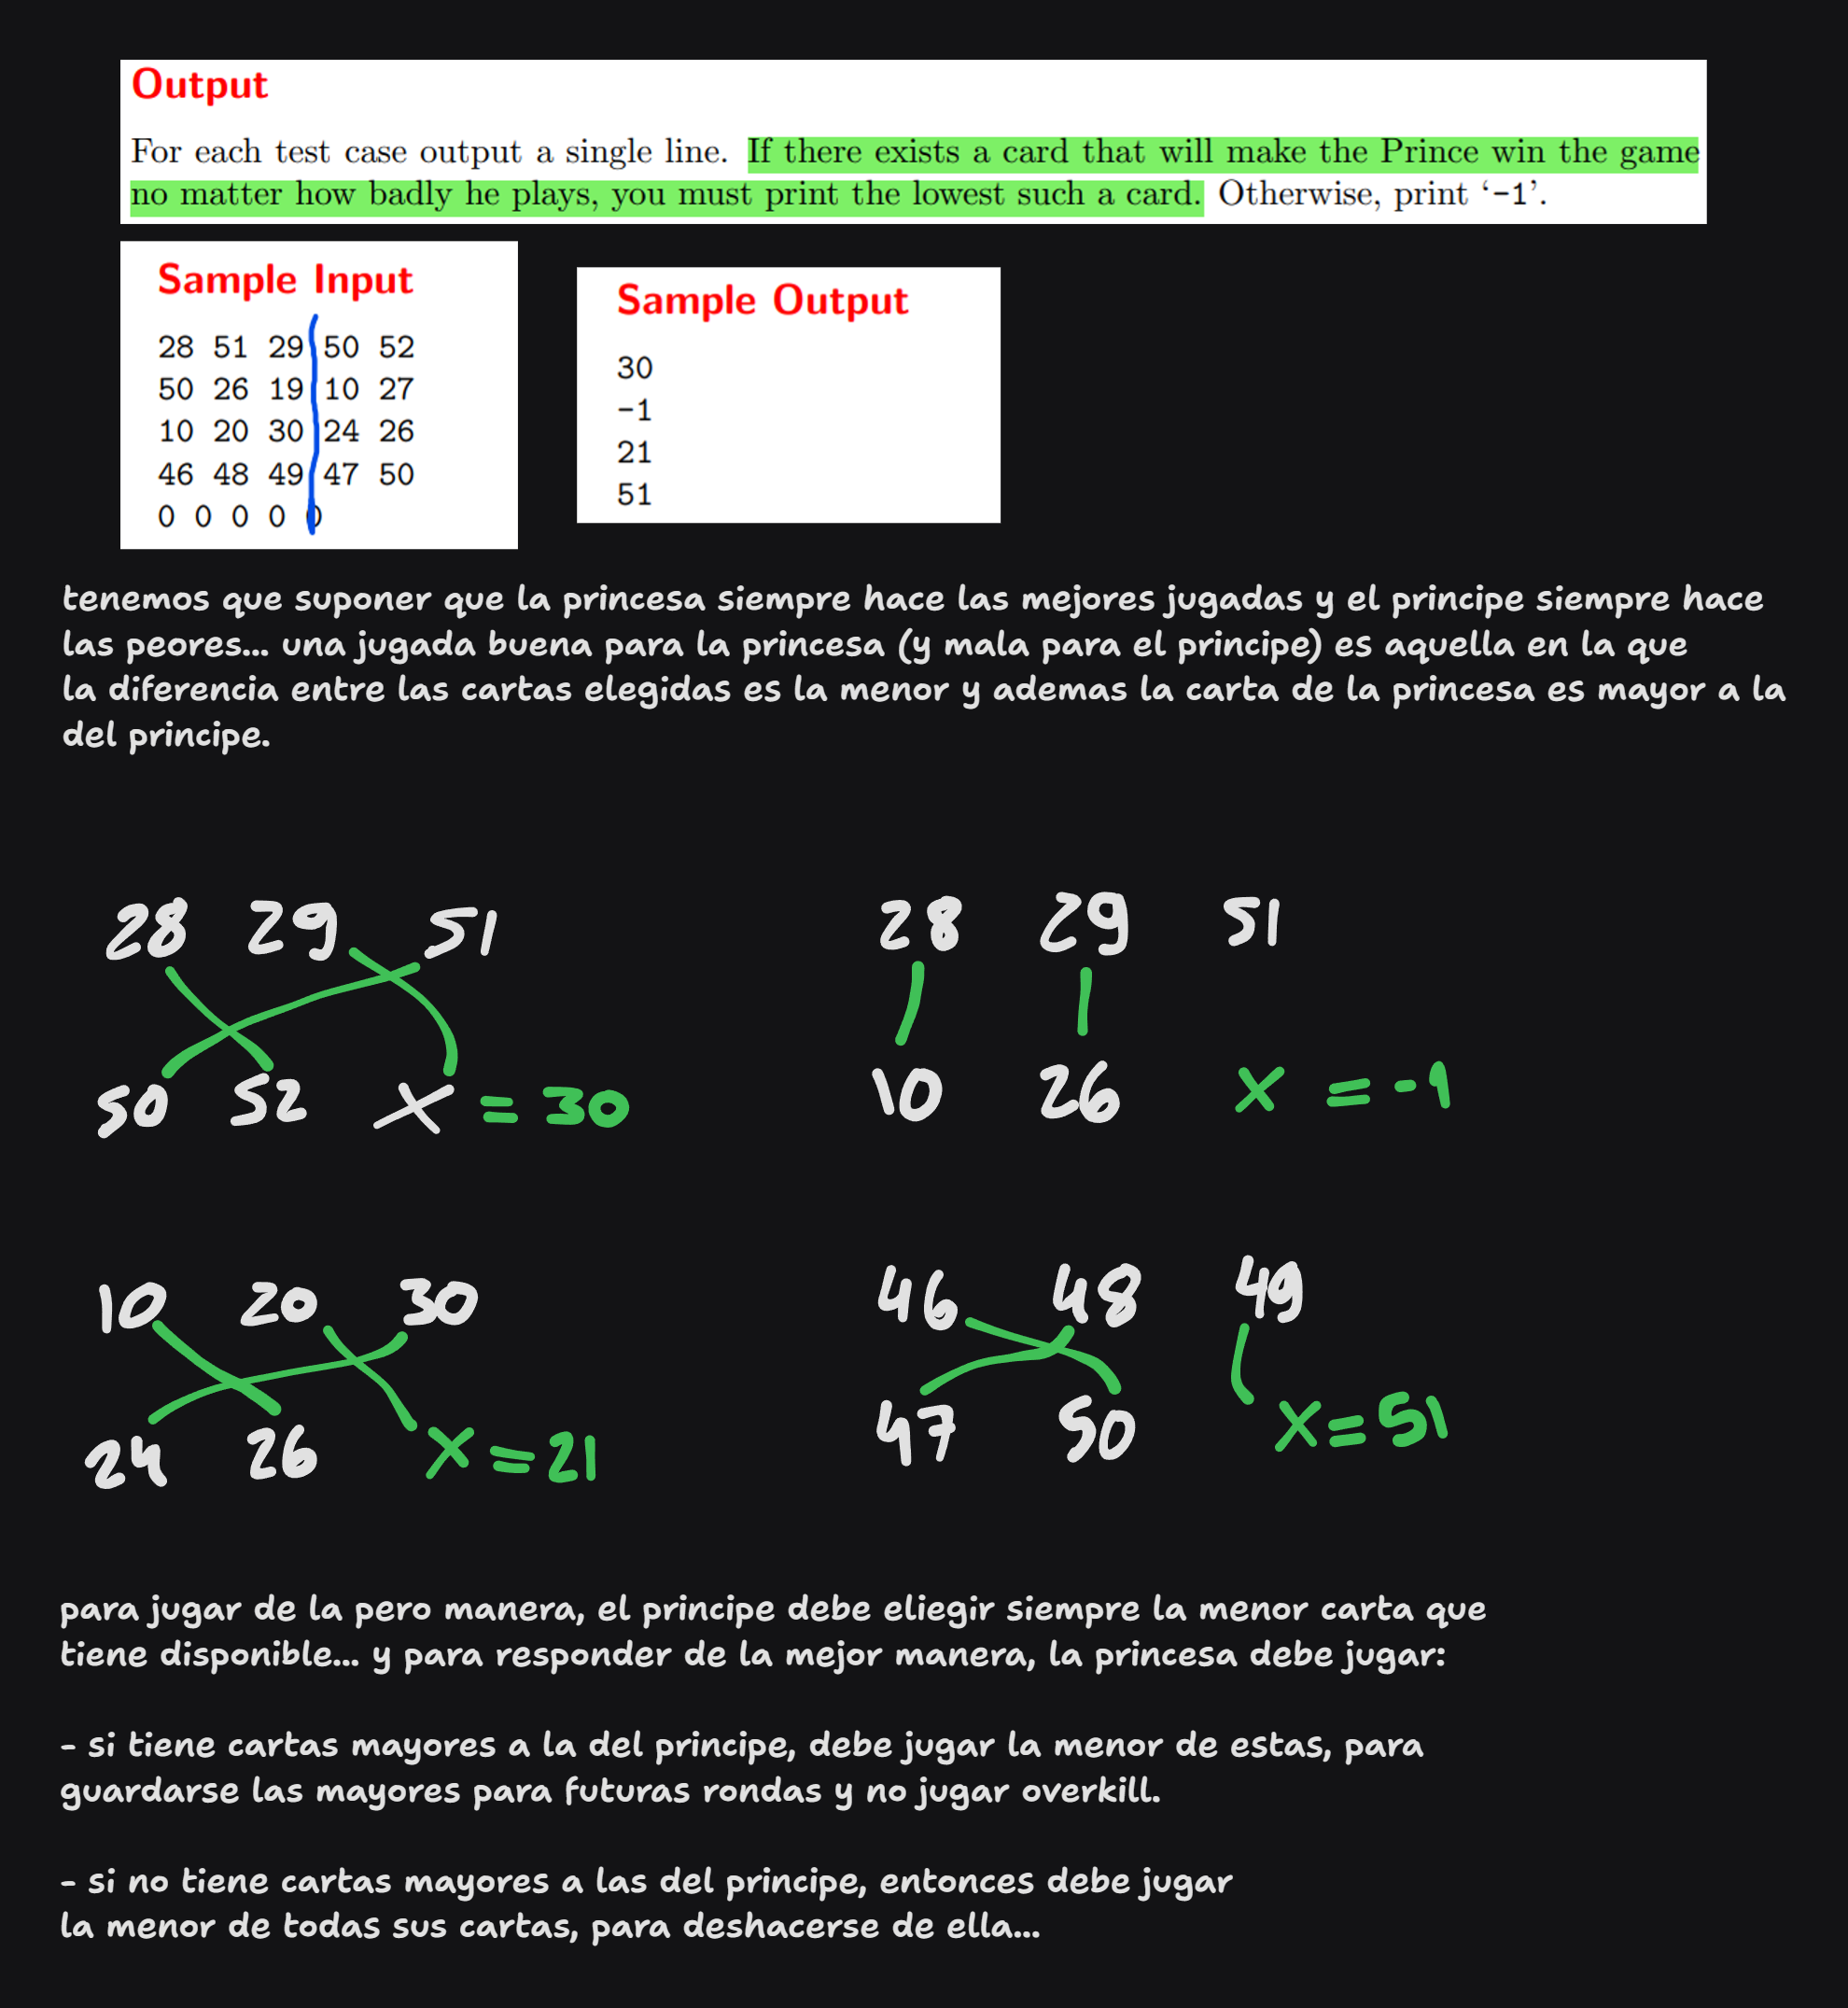 Output
For each test case output a single line. If there exists a card that will make the Prince win the game
no matter how badly he plays, you must print the lowest such a card. Otherwise, print ‘-1’.
Sample Input
28 51 29 50 52
50 26 19 10 27
10 20 30 24 26
46 48 49 47 50
0 0 0 0 0
Sample Output
30
-1
21
51
tenemos que suponer que la princesa siempre hace las mejores jugadas y el principe siempre hace
las peores... una jugada buena para la princesa (y mala para el principe) es aquella en la que
la diferencia entre las cartas elegidas es la menor y ademas la carta de la princesa es mayor a la
del principe.
28 29 51
50 52 X = 30
28 29 51
10 26 X = -1
10 20 30
24 26 X = 21
46 48 49
47 50 X = 51
para jugar de la pero manera, el principe debe eliegir siempre la menor carta que
tiene disponible... y para responder de la mejor manera, la princesa debe jugar:
- si tiene cartas mayores a la del principe, debe jugar la menor de estas, para
guardarse las mayores para futuras rondas y no jugar overkill.
- si no tiene cartas mayores a las del principe, entonces debe jugar
la menor de todas sus cartas, para deshacerse de ella...